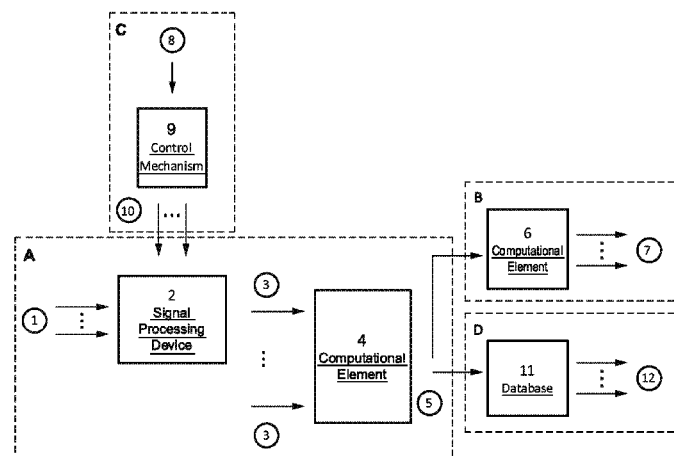 C
8
9
Control
Mechanism
10
...
A
1
2
Signal
Processing
Device
3
3
4
Computational
Element
5
B
6
Computational
Element
7
D
11
Database
12